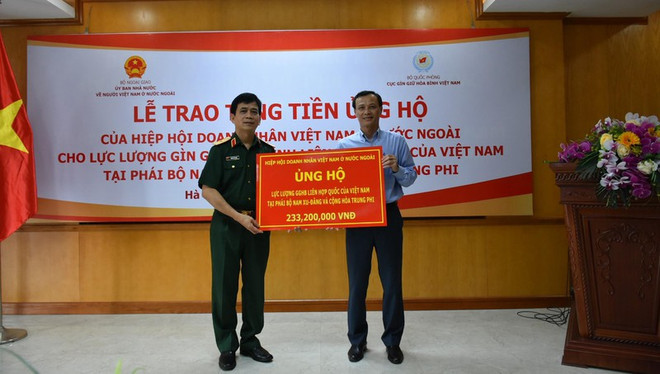 BỘ NGOẠI GIAO
ỦY BAN NHÀ NƯỚC
VỀ NGƯỜI VIỆT NAM Ở NƯỚC NGOÀI
BỘ QUỐC PHÒNG
CỤC GÌN GIỮ HÒA BÌNH VIỆT NAM
LỄ TRAO TẶNG TIỀN ỦNG HỘ
CỦA HIỆP HỘI DOANH NHÂN VIỆT NAM NƯỚC NGOÀI
CHO LỰC LƯỢNG GÌN G CỦA VIỆT NAM
TẠI PHÁI BỘ NA G PHI
Hà
HIỆP HỘI DOANH NHÂN VIỆT NAM Ở NƯỚC NGOÀI
ỦNG HỘ
LỰC LƯỢNG GGHB LIÊN HỢP QUỐC CỦA VIỆT NAM
TẠI PHÁI BỘ NAM XU-ĐĂNG VÀ CỘNG HÒA TRUNG PHI
233,200,000 VNĐ